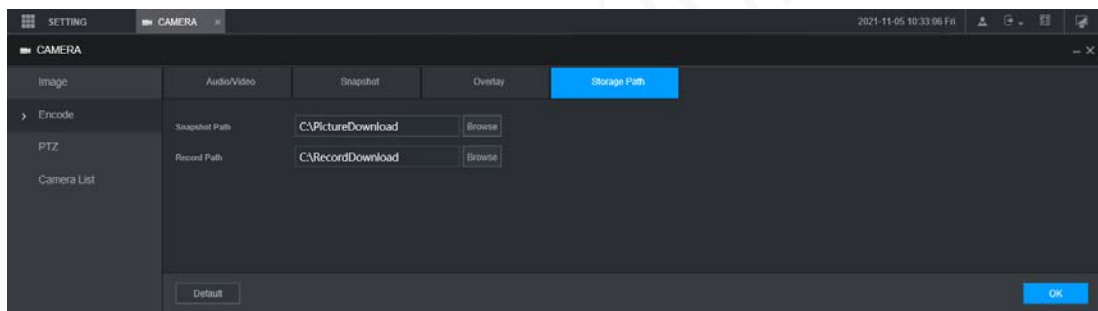 SETTING CAMERA × 2021-11-05 10:33:06 Fri
CAMERA
Image Audio/Video Snapshot Overlay Storage Path
Encode
Snapshot Path C:\PictureDownload Browse
PTZ
Record Path C:\RecordDownload Browse
Camera List
Default OK